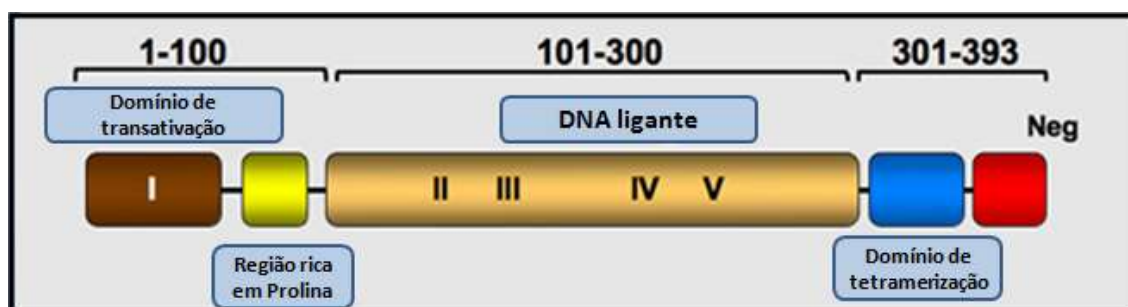 1-100
101-300
301-393
Domínio de
transativação
DNA ligante
Neg
I
II III IV V
Região rica
em Prolina
Domínio de
tetramerização